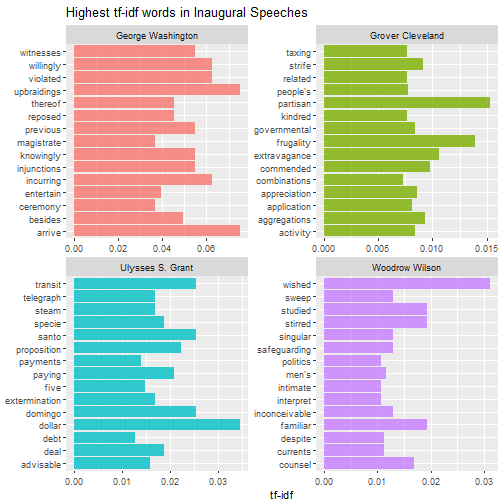 Highest tf-idf words in Inaugural Speeches
George Washington
witnesses
willingly
violated
upbraidings
thereof
reposed
previous
magistrate
knowingly
injunctions
incurring
entertain
ceremony
besides
arrive
0.00 0.02 0.04 0.06
Grover Cleveland
taxing
strife
related
people's
partisan
kindred
governmental
frugality
extravagance
commended
combinations
appreciation
application
aggregations
activity
0.000 0.005 0.010 0.015
Ulysses S. Grant
transit
telegraph
steam
specie
santo
proposition
payments
paying
five
extermination
domingo
dollar
debt
deal
advisable
0.00 0.01 0.02 0.03
Woodrow Wilson
wished
sweep
studied
stirred
singular
safeguarding
politics
men's
intimate
interpret
inconceivable
familiar
despite
currents
counsel
0.00 0.01 0.02 0.03
tf-idf